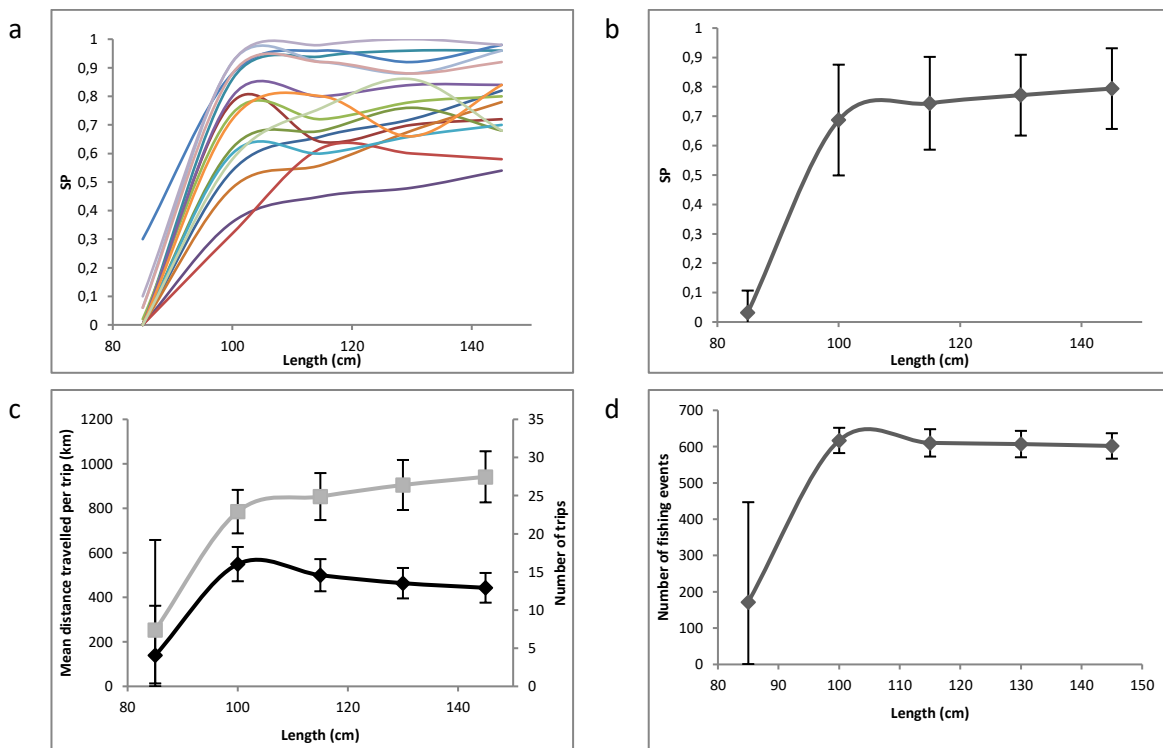 a
1
0,9
0,8
0,7
0,6
0,5
0,4
0,3
0,2
0,1
0
SP
80 100 120 140
Length (cm)
b
1
0,9
0,8
0,7
0,6
0,5
0,4
0,3
0,2
0,1
0
SP
80 100 120 140
Length (cm)
c
1200
1000
800
600
400
200
0
Mean distance travelled per trip (km)
35
30
25
20
15
10
5
0
Number of trips
80 100 120 140
Length (cm)
d
700
600
500
400
300
200
100
0
Number of fishing events
80 90 100 110 120 130 140 150
Length (cm)